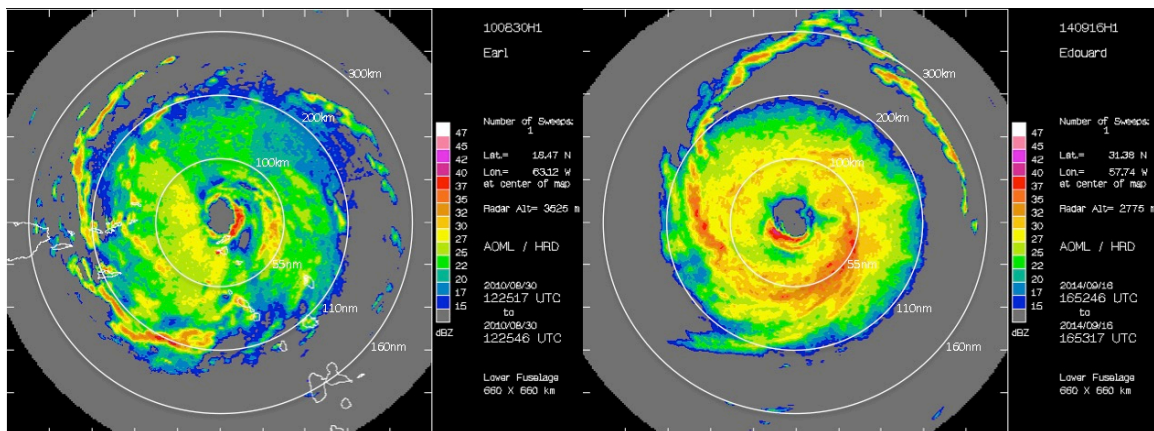 100830H1
Earl
300km
200km
100km
55nm
110nm
160nm
47
45
42
40
37
35
32
30
27
25
22
20
17
15
dBZ
Number of Sweeps:
1
Lat.= 18.47 N
Lon.= 63.12 W
at center of map
Radar Alt= 3525 m
AOML / HRD
2010/08/30
122517 UTC
to
2010/08/30
122546 UTC
Lower Fuselage
660 X 660 km
140916H1
Edouard
300km
200km
100km
55nm
110nm
160nm
47
45
42
40
37
35
32
30
27
25
22
20
17
15
dBZ
Number of Sweeps:
1
Lat.= 31.38 N
Lon.= 57.74 W
at center of map
Radar Alt= 2775 m
AOML / HRD
2014/09/16
165246 UTC
to
2014/09/16
165317 UTC
Lower Fuselage
660 X 660 km